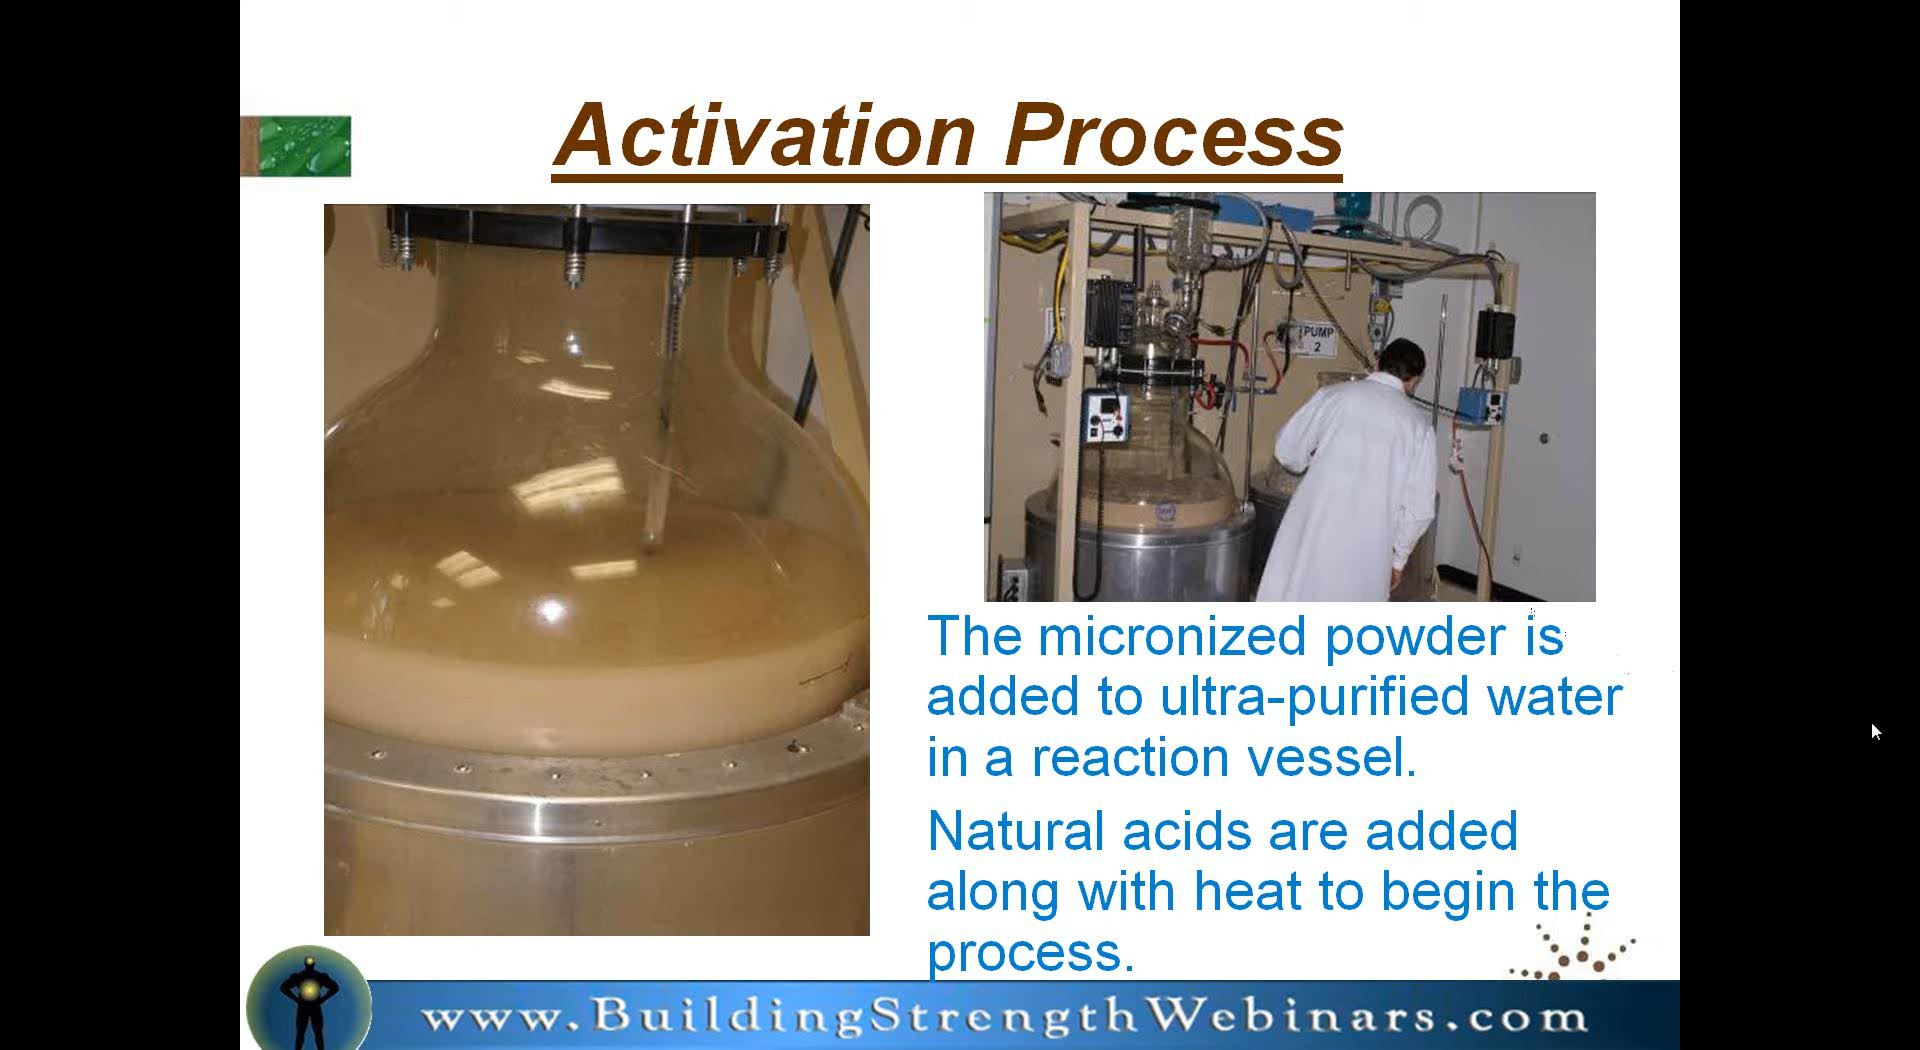 Activation Process
PUMP
2
The micronized powder is
added to ultra-purified water
in a reaction vessel.
Natural acids are added
along with heat to begin the
process.
www.BuildingStrengthWebinars.com